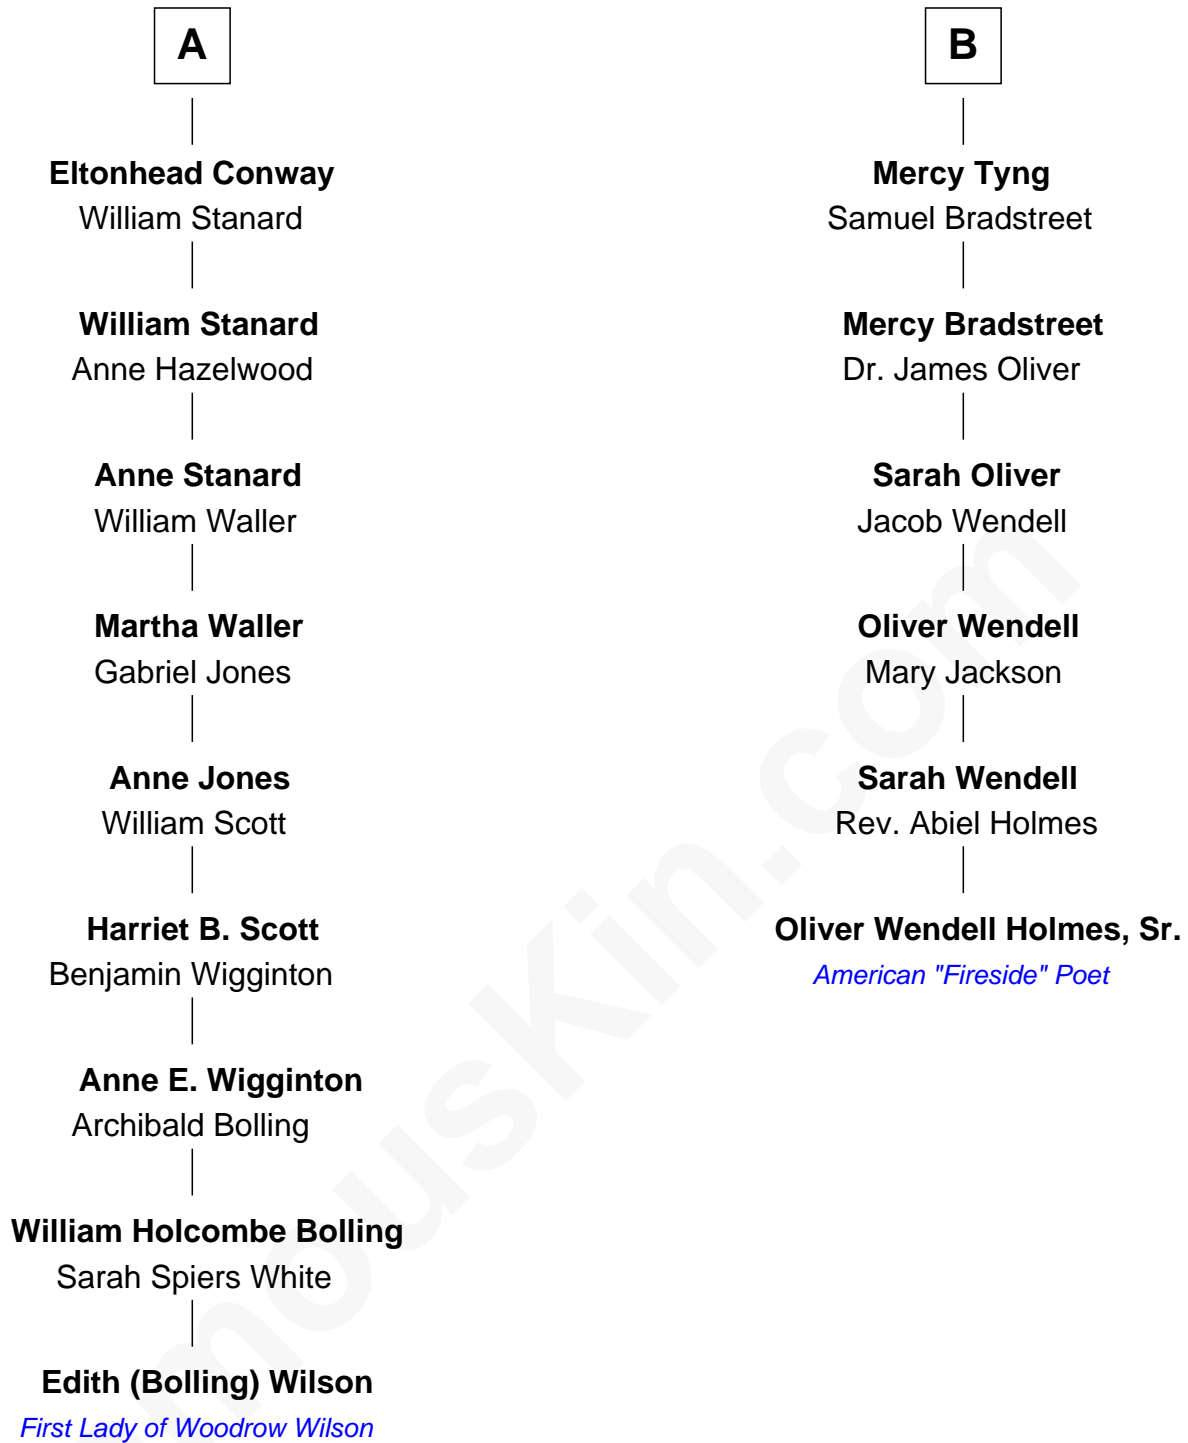 A
Eltonhead Conway
William Stanard
William Stanard
Anne Hazelwood
Anne Stanard
William Waller
Martha Waller
Gabriel Jones
Anne Jones
William Scott
Harriet B. Scott
Benjamin Wigginton
Anne E. Wigginton
Archibald Bolling
William Holcombe Bolling
Sarah Spiers White
Edith (Bolling) Wilson
First Lady of Woodrow Wilson
B
Mercy Tyng
Samuel Bradstreet
Mercy Bradstreet
Dr. James Oliver
Sarah Oliver
Jacob Wendell
Oliver Wendell
Mary Jackson
Sarah Wendell
Rev. Abiel Holmes
Oliver Wendell Holmes, Sr.
American "Fireside" Poet
mouskin.com